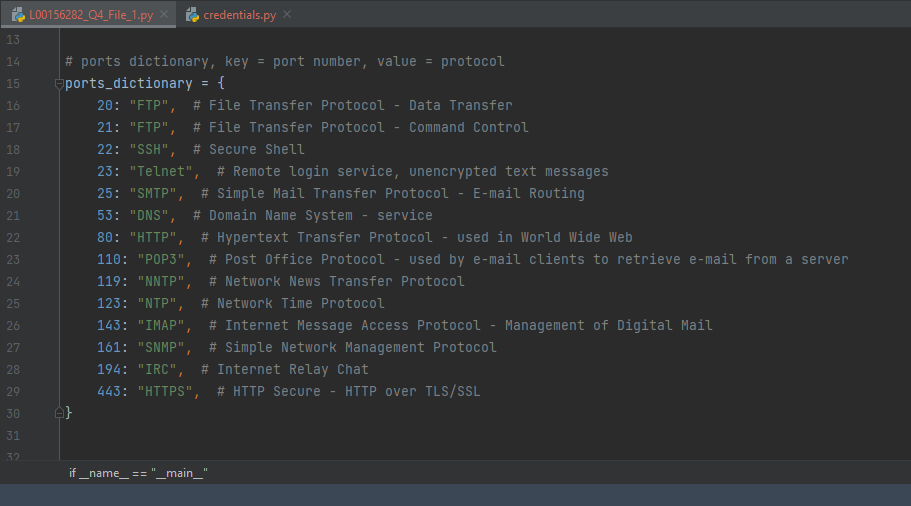 L00156282_Q4_File_1.py credentials.py
13
14 # ports dictionary, key = port number, value = protocol
15 ports_dictionary = {
16 20: "FTP", # File Transfer Protocol - Data Transfer
17 21: "FTP", # File Transfer Protocol - Command Control
18 22: "SSH", # Secure Shell
19 23: "Telnet", # Remote login service, unencrypted text messages
20 25: "SMTP", # Simple Mail Transfer Protocol - E-mail Routing
21 53: "DNS", # Domain Name System - service
22 80: "HTTP", # Hypertext Transfer Protocol - used in World Wide Web
23 110: "POP3", # Post Office Protocol - used by e-mail clients to retrieve e-mail from a server
24 119: "NNTP", # Network News Transfer Protocol
25 123: "NTP", # Network Time Protocol
26 143: "IMAP", # Internet Message Access Protocol - Management of Digital Mail
27 161: "SNMP", # Simple Network Management Protocol
28 194: "IRC", # Internet Relay Chat
29 443: "HTTPS", # HTTP Secure - HTTP over TLS/SSL
30 }
31
32
if __name__ == "__main__"